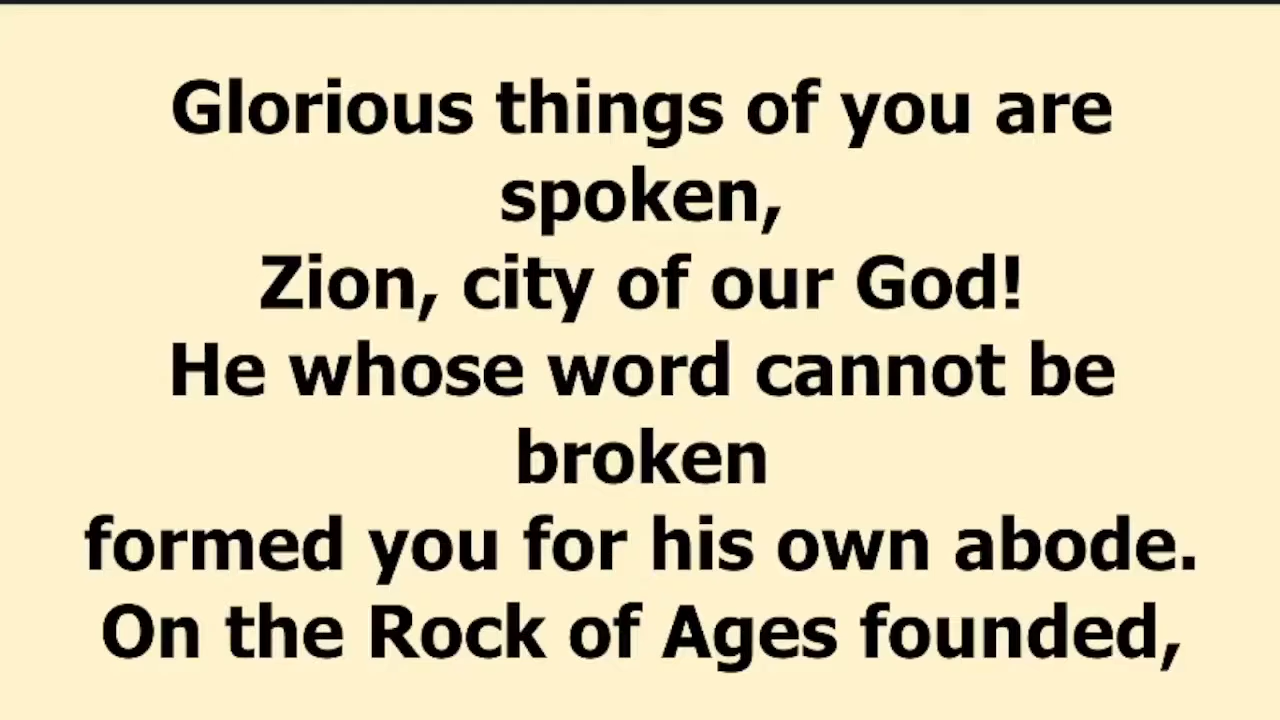 Glorious things of you are
spoken,
Zion, city of our God!
He whose word cannot be
broken
formed you for his own abode.
On the Rock of Ages founded,